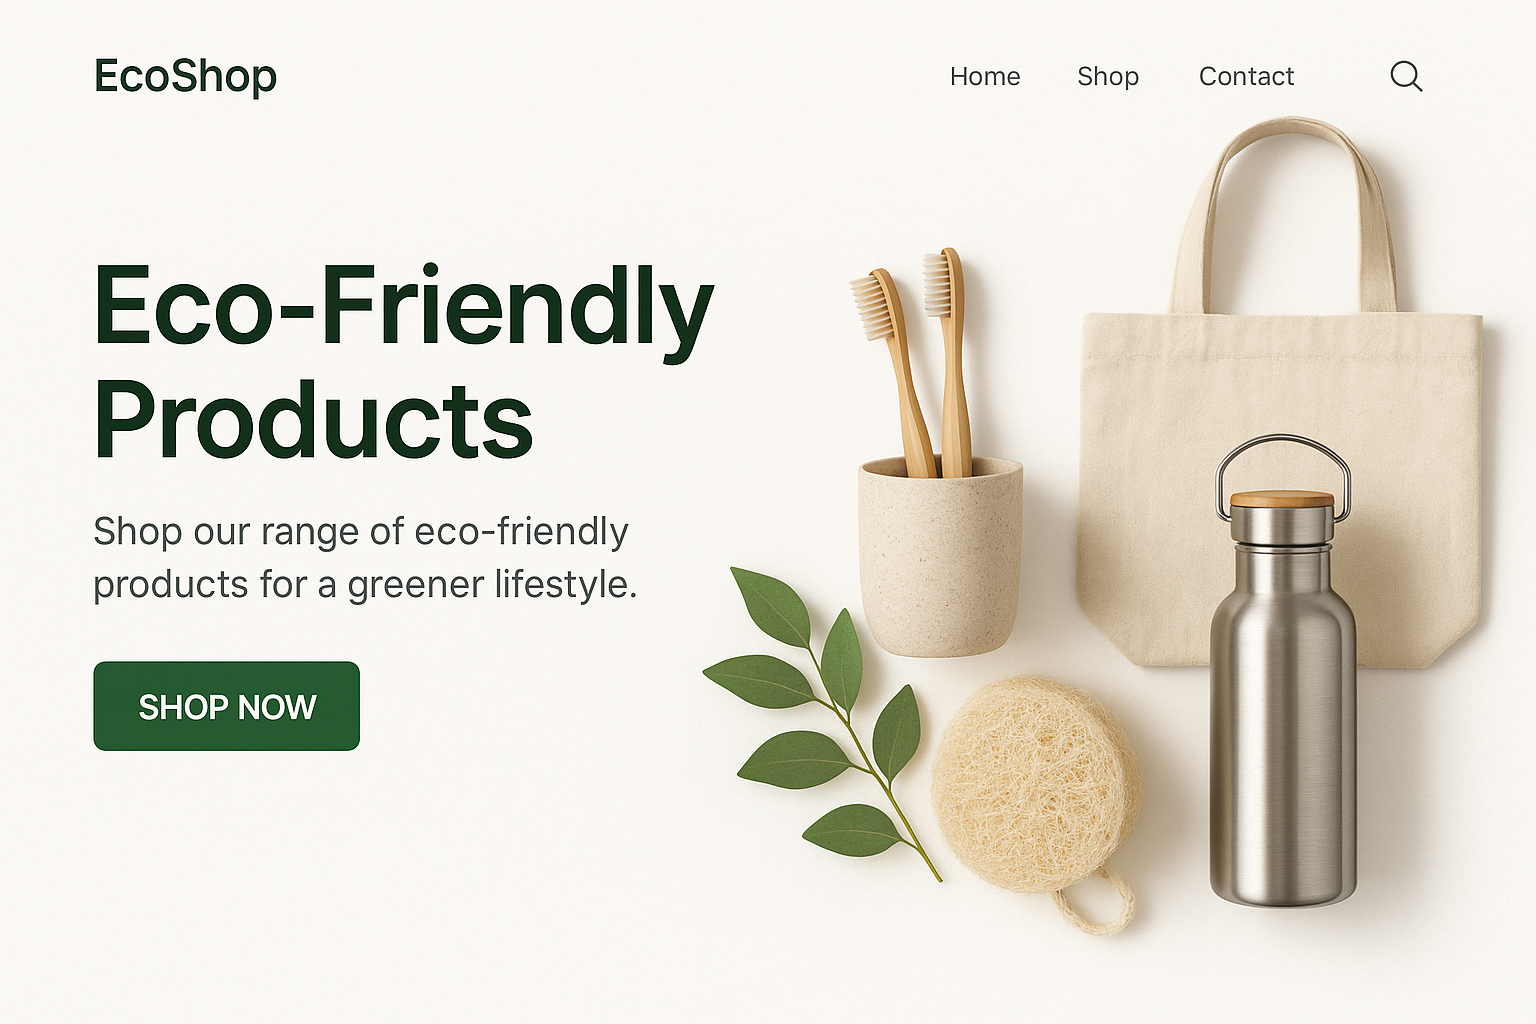 EcoShop
Home Shop Contact
Eco-Friendly
Products
Shop our range of eco-friendly
products for a greener lifestyle.
SHOP NOW